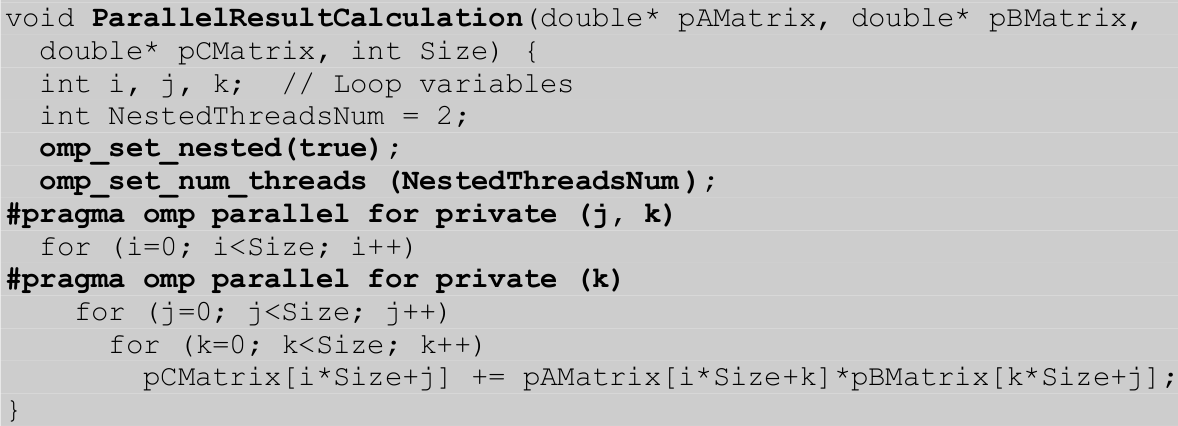 void ParallelResultCalculation(double* pAMatrix, double* pBMatrix,
  double* pCMatrix, int Size) {
  int i, j, k;  // Loop variables
  int NestedThreadsNum = 2;
  omp_set_nested(true);
  omp_set_num_threads (NestedThreadsNum);
#pragma omp parallel for private (j, k)
  for (i=0; i<Size; i++)
#pragma omp parallel for private (k)
    for (j=0; j<Size; j++)
      for (k=0; k<Size; k++)
        pCMatrix[i*Size+j] += pAMatrix[i*Size+k]*pBMatrix[k*Size+j];
}